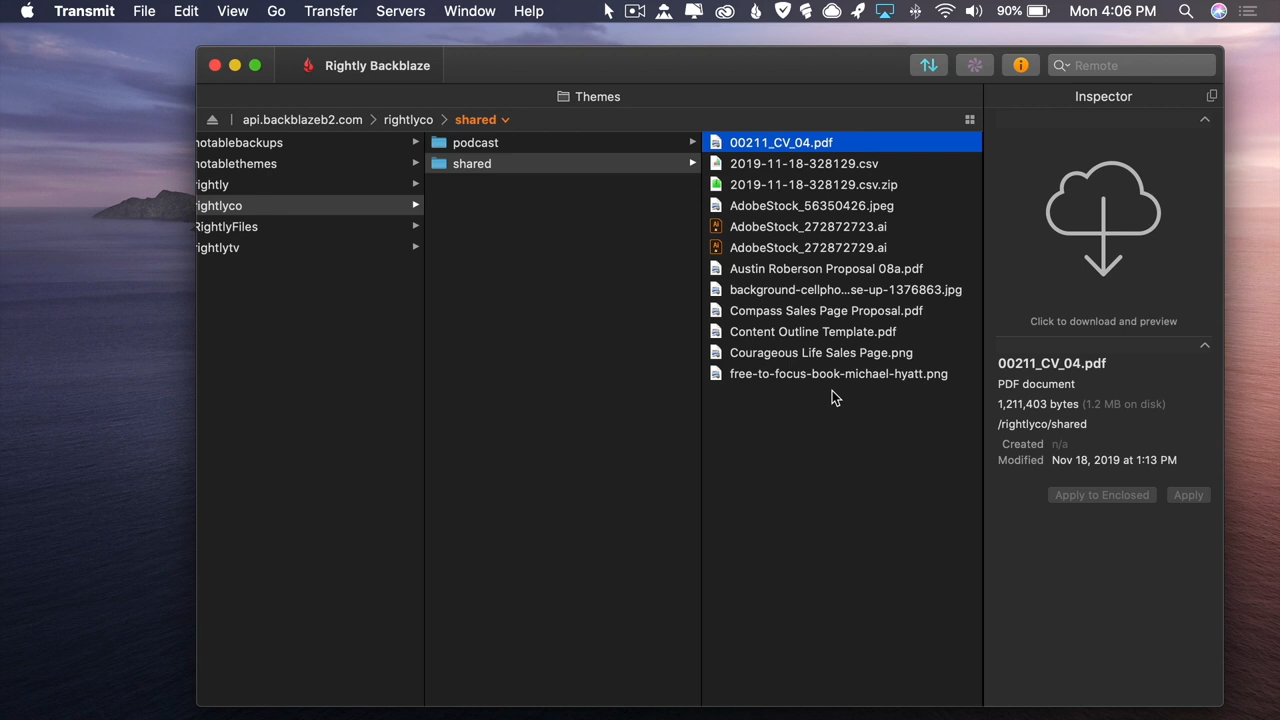 Transmit File Edit View Go Transfer Servers Window Help 90% Mon 4:06 PM
Rightly Backblaze
Remote
Themes
Inspector
api.backblazeb2.com rightlyco shared
notablebackups
notablethemes
rightly
rightlyco
RightlyFiles
rightlytv
podcast
shared
00211_CV_04.pdf
2019-11-18-328129.csv
2019-11-18-328129.csv.zip
AdobeStock_56350426.jpeg
AdobeStock_272872723.ai
AdobeStock_272872729.ai
Austin Roberson Proposal 08a.pdf
background-cellpho...se-up-1376863.jpg
Compass Sales Page Proposal.pdf
Content Outline Template.pdf
Courageous Life Sales Page.png
free-to-focus-book-michael-hyatt.png
Click to download and preview
00211_CV_04.pdf
PDF document
1,211,403 bytes (1.2 MB on disk)
/rightlyco/shared
Created n/a
Modified Nov 18, 2019 at 1:13 PM
Apply to Enclosed Apply